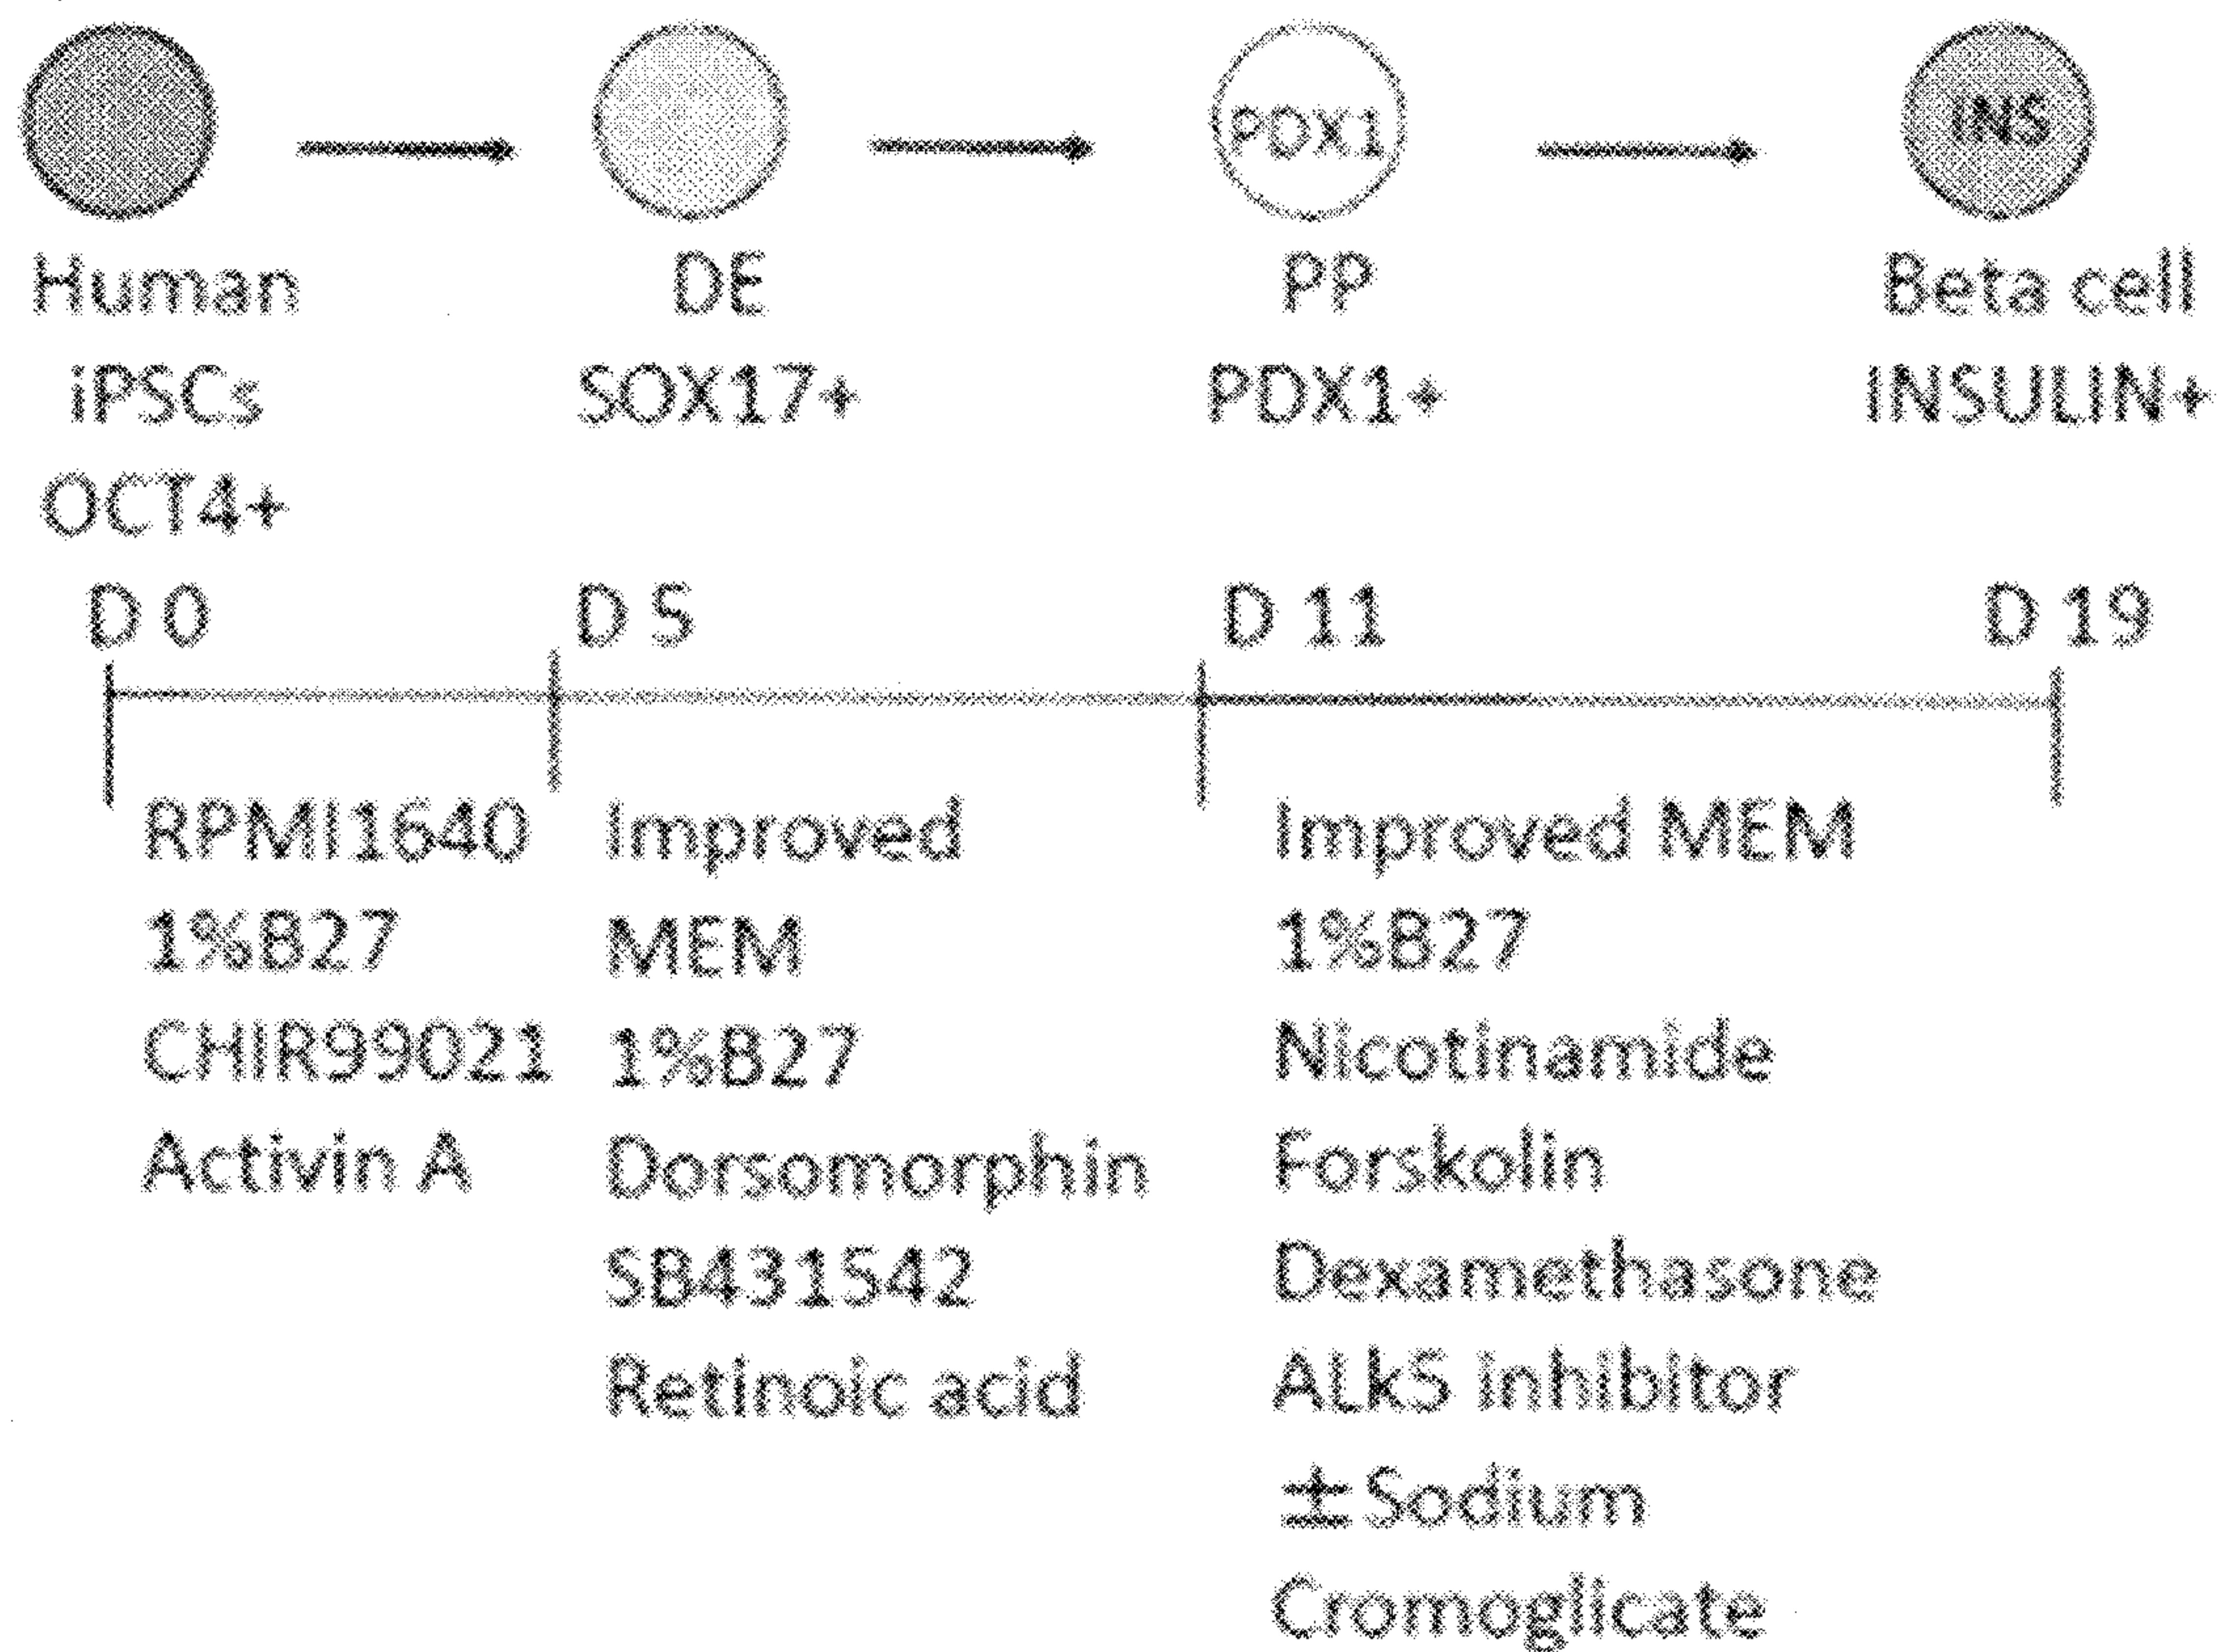 PDX1
INS
Human
iPSCs
OCT4+
DE
SOX17+
PP
PDX1+
Beta cell
INSULIN+
D 0
D 5
D 11
D 19
RPMI1640
1%B27
CHIR99021
Activin A
Improved
MEM
1%B27
Dorsomorphin
SB431542
Retinoic acid
Improved MEM
1%B27
Nicotinamide
Forskolin
Dexamethasone
ALk5 inhibitor
±Sodium
Cromoglicate